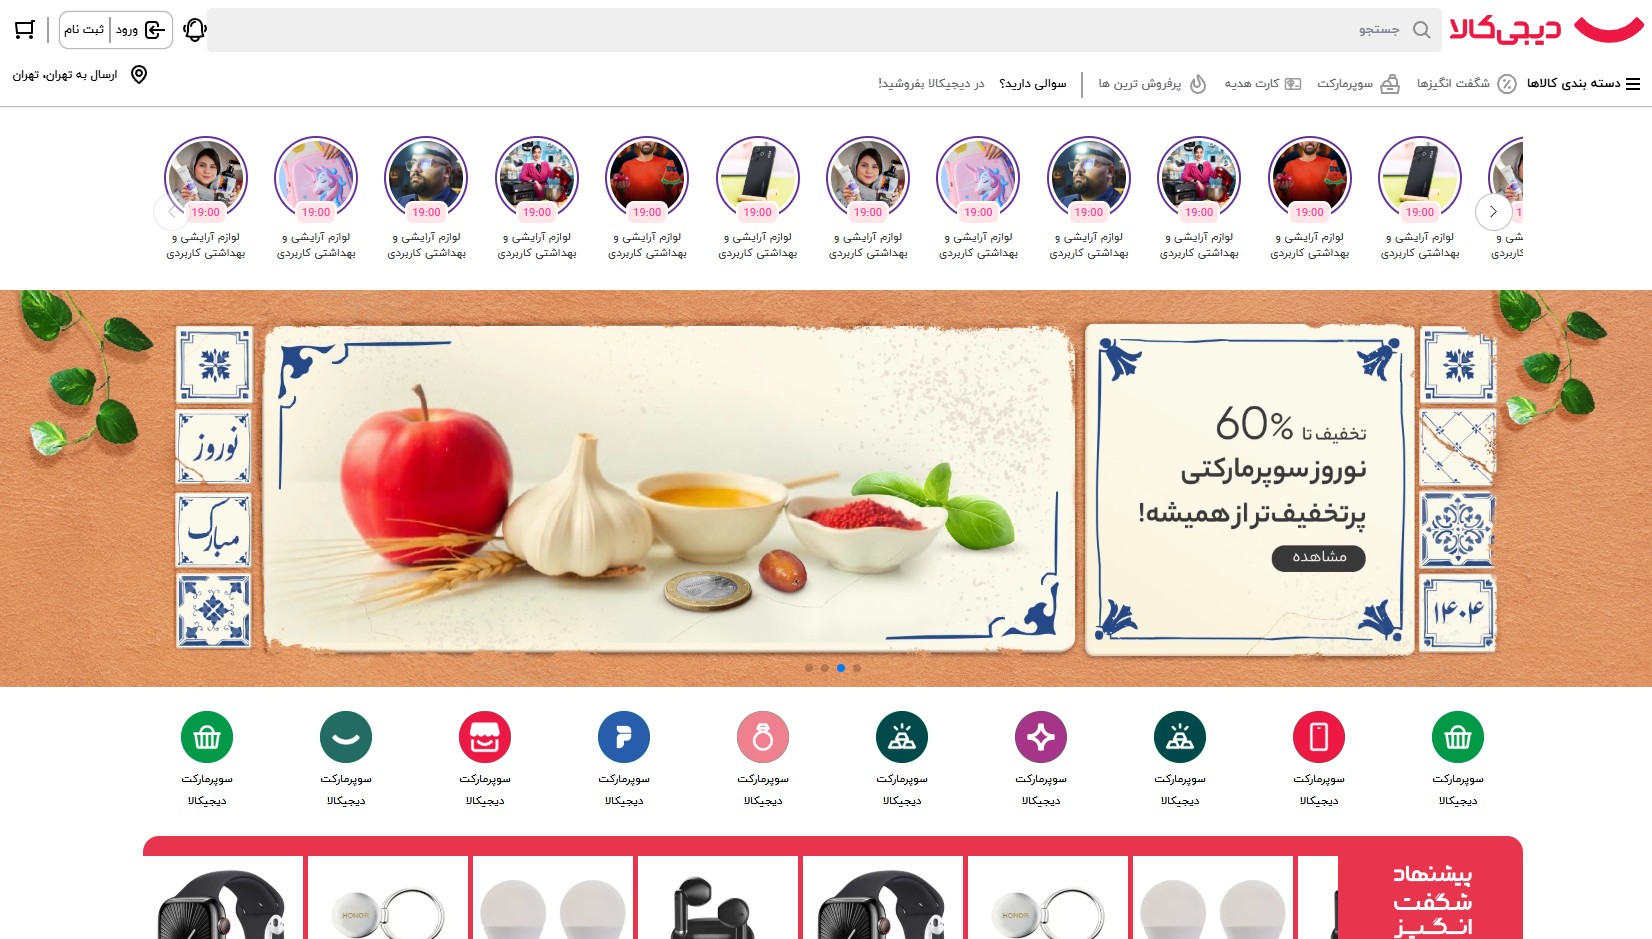 دیجی‌کالا
جستجو
ورود
ثبت نام
دسته بندی کالاها
شگفت انگیزها
سوپرمارکت
کارت هدیه
پرفروش ترین ها
سوالی دارید؟
در دیجیکالا بفروشید!
ارسال به تهران، تهران
19:00
لوازم آرایشی و
بهداشتی کاربردی
19:00
لوازم آرایشی و
بهداشتی کاربردی
19:00
لوازم آرایشی و
بهداشتی کاربردی
19:00
لوازم آرایشی و
بهداشتی کاربردی
19:00
لوازم آرایشی و
بهداشتی کاربردی
19:00
لوازم آرایشی و
بهداشتی کاربردی
19:00
لوازم آرایشی و
بهداشتی کاربردی
19:00
لوازم آرایشی و
بهداشتی کاربردی
19:00
لوازم آرایشی و
بهداشتی کاربردی
19:00
لوازم آرایشی و
بهداشتی کاربردی
19:00
لوازم آرایشی و
بهداشتی کاربردی
19:00
لوازم آرایشی و
بهداشتی کاربردی
تخفیف تا 60%
نوروز سوپرمارکتی
پرتخفیف‌تر از همیشه!
مشاهده
۱۴۰۴
نوروز
مبارک
سوپرمارکت
دیجیکالا
سوپرمارکت
دیجیکالا
سوپرمارکت
دیجیکالا
سوپرمارکت
دیجیکالا
سوپرمارکت
دیجیکالا
سوپرمارکت
دیجیکالا
سوپرمارکت
دیجیکالا
سوپرمارکت
دیجیکالا
سوپرمارکت
دیجیکالا
سوپرمارکت
دیجیکالا
پیشنهاد
شگفت
انگیز
HONOR
HONOR